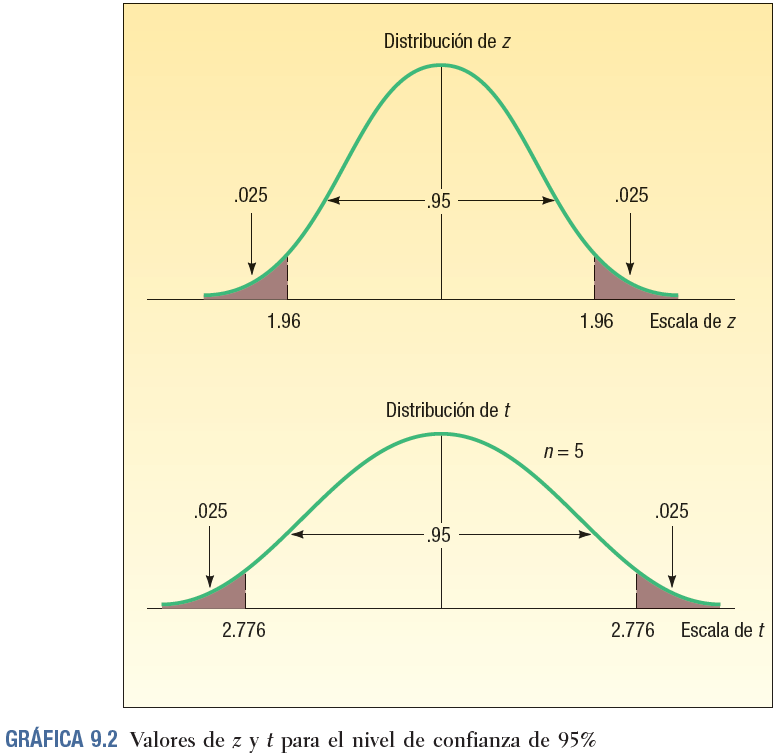 Distribución de z
.025
.025
.95
1.96
1.96
Escala de z
Distribución de t
n = 5
.025
.025
.95
2.776
2.776
Escala de t
GRÁFICA 9.2 Valores de z y t para el nivel de confianza de 95%